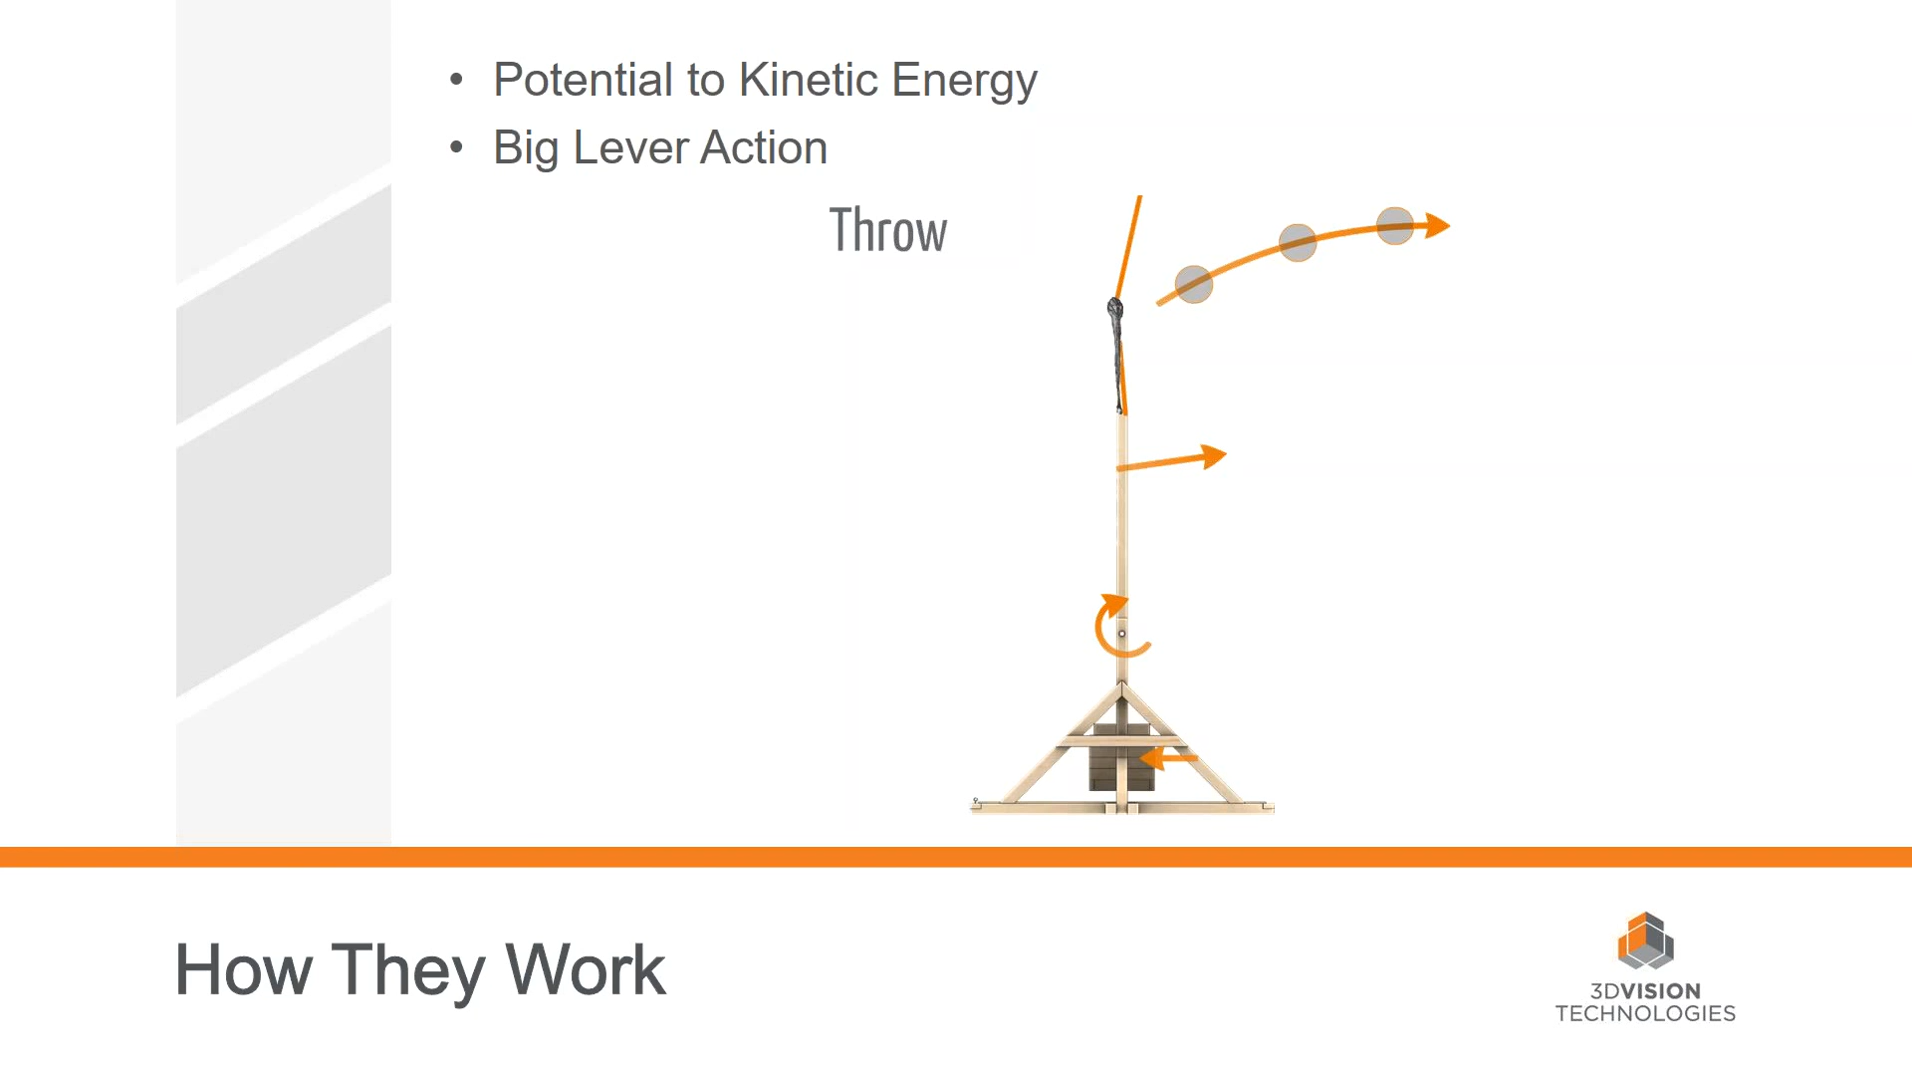 • Potential to Kinetic Energy
• Big Lever Action
Throw
How They Work
3DVISION
TECHNOLOGIES